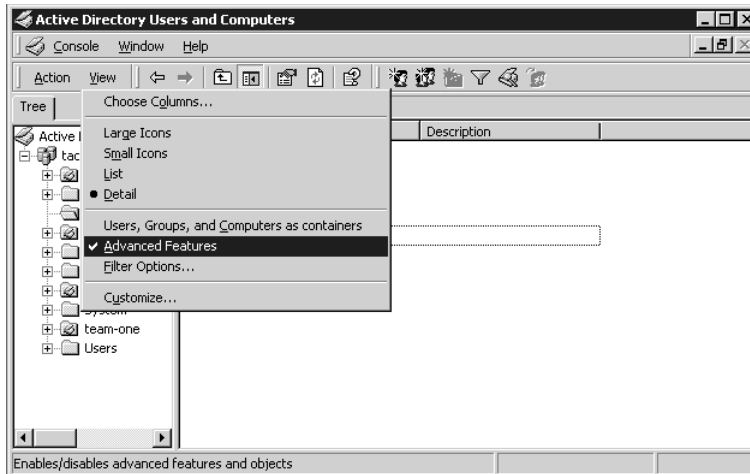 Active Directory Users and Computers
Console Window Help
Action View
Tree
Choose Columns...
Description
Active
Large Icons
tac
Small Icons
List
Detail
Users, Groups, and Computers as containers
Advanced Features
Filter Options...
Customize...
System
team-one
Users
Enables/disables advanced features and objects